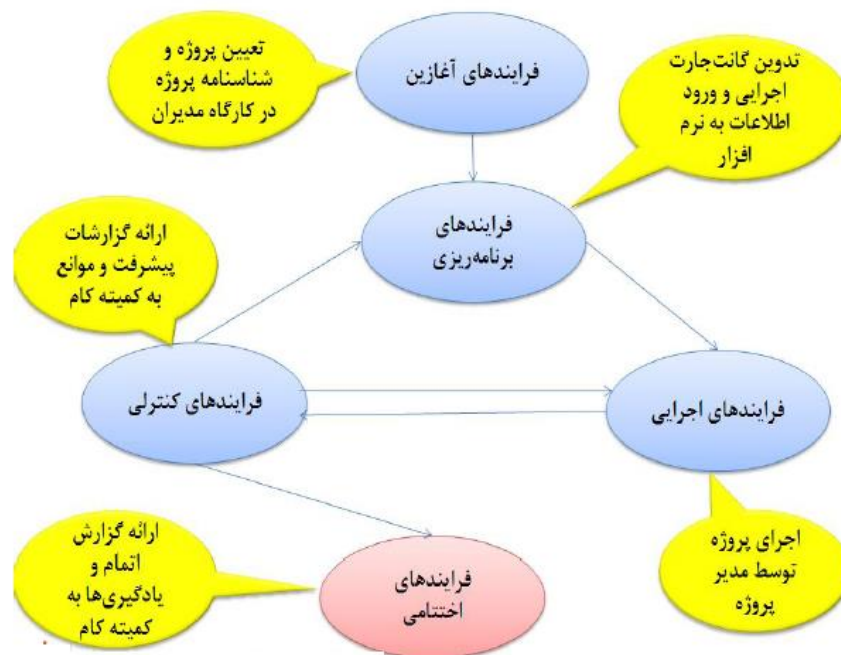 فرایندهای آغازین
تعیین پروژه و
شناسنامه پروژه
در کارگاه مدیران
تدوین گانت‌جارت
اجرایی و ورود
اطلاعات به نرم
افزار
فرایندهای
برنامه‌ریزی
ارائه گزارشات
پیشرفت و موانع
به کمیته کام
فرایندهای اجرایی
فرایندهای کنترلی
اجرای پروژه
توسط مدیر
پروژه
فرایندهای
اختتامی
ارائه گزارش
اتمام و
یادگیری‌ها به
کمیته کام